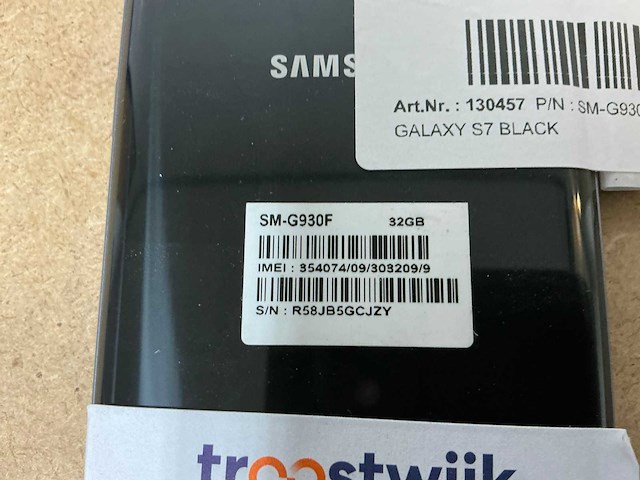 SAMS
Art.Nr. : 130457 P/N : SM-G930
GALAXY S7 BLACK
SM-G930F 32GB
IMEI : 354074/09/303209/9
S/N : R58JB5GCJZY
troostwijk